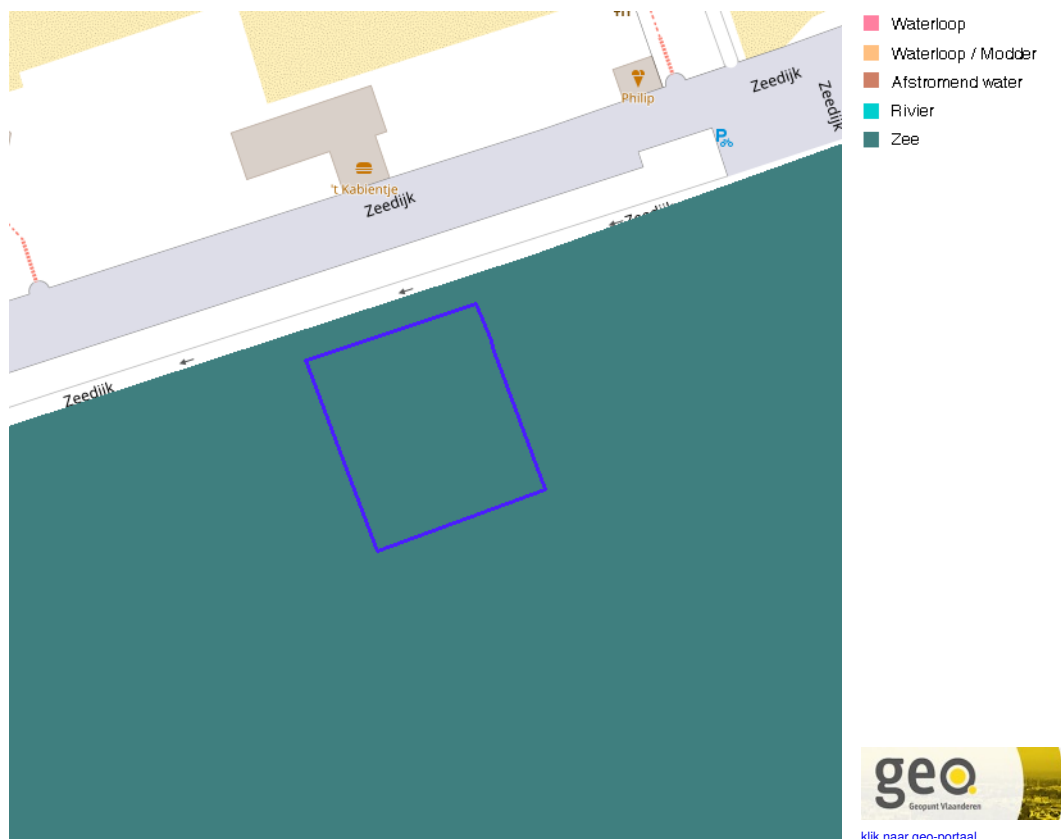 Philip
Zeedijk
Zeedijk
P
't Kabientje
Zeedijk
Zeedijk
Zeedijk
Waterloop
Waterloop / Modder
Afstromend water
Rivier
Zee
geo
Geopunt Vlaanderen
klik naar geo-portaal